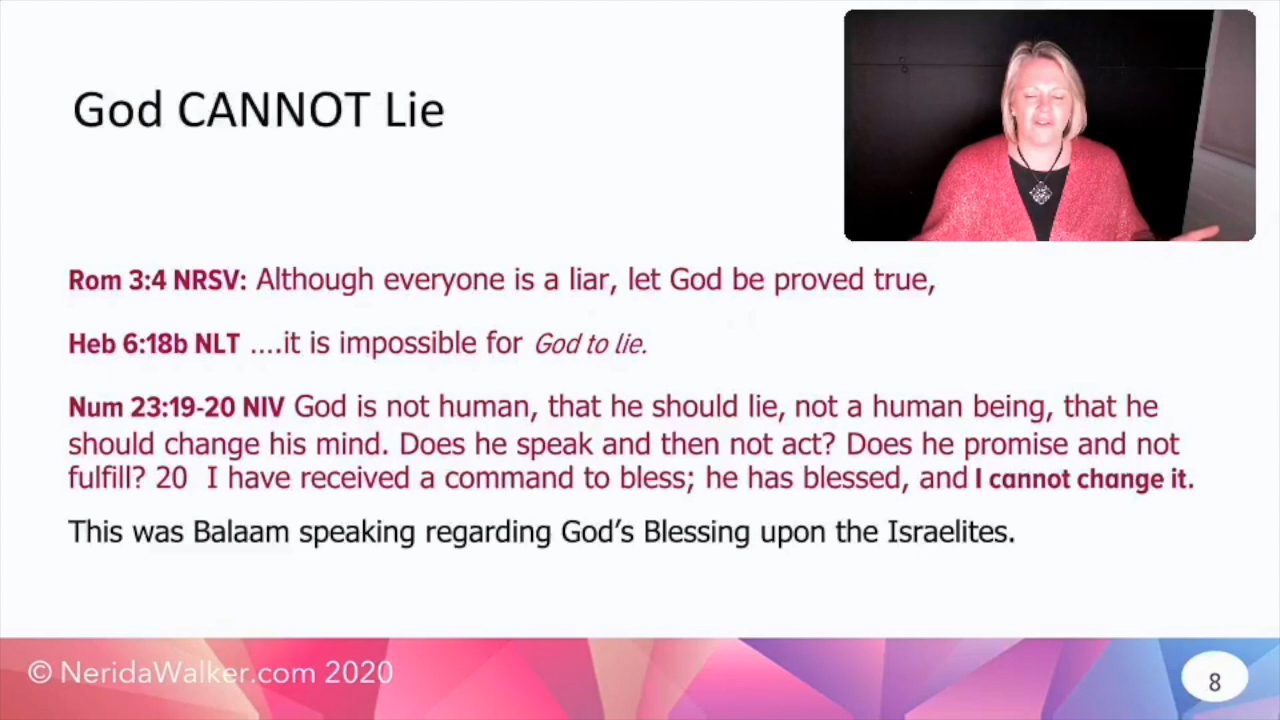 God CANNOT Lie
Rom 3:4 NRSV: Although everyone is a liar, let God be proved true,
Heb 6:18b NLT ....it is impossible for God to lie.
Num 23:19-20 NIV God is not human, that he should lie, not a human being, that he
should change his mind. Does he speak and then not act? Does he promise and not
fulfill? 20 I have received a command to bless; he has blessed, and I cannot change it.
This was Balaam speaking regarding God’s Blessing upon the Israelites.
© NeridaWalker.com 2020
8